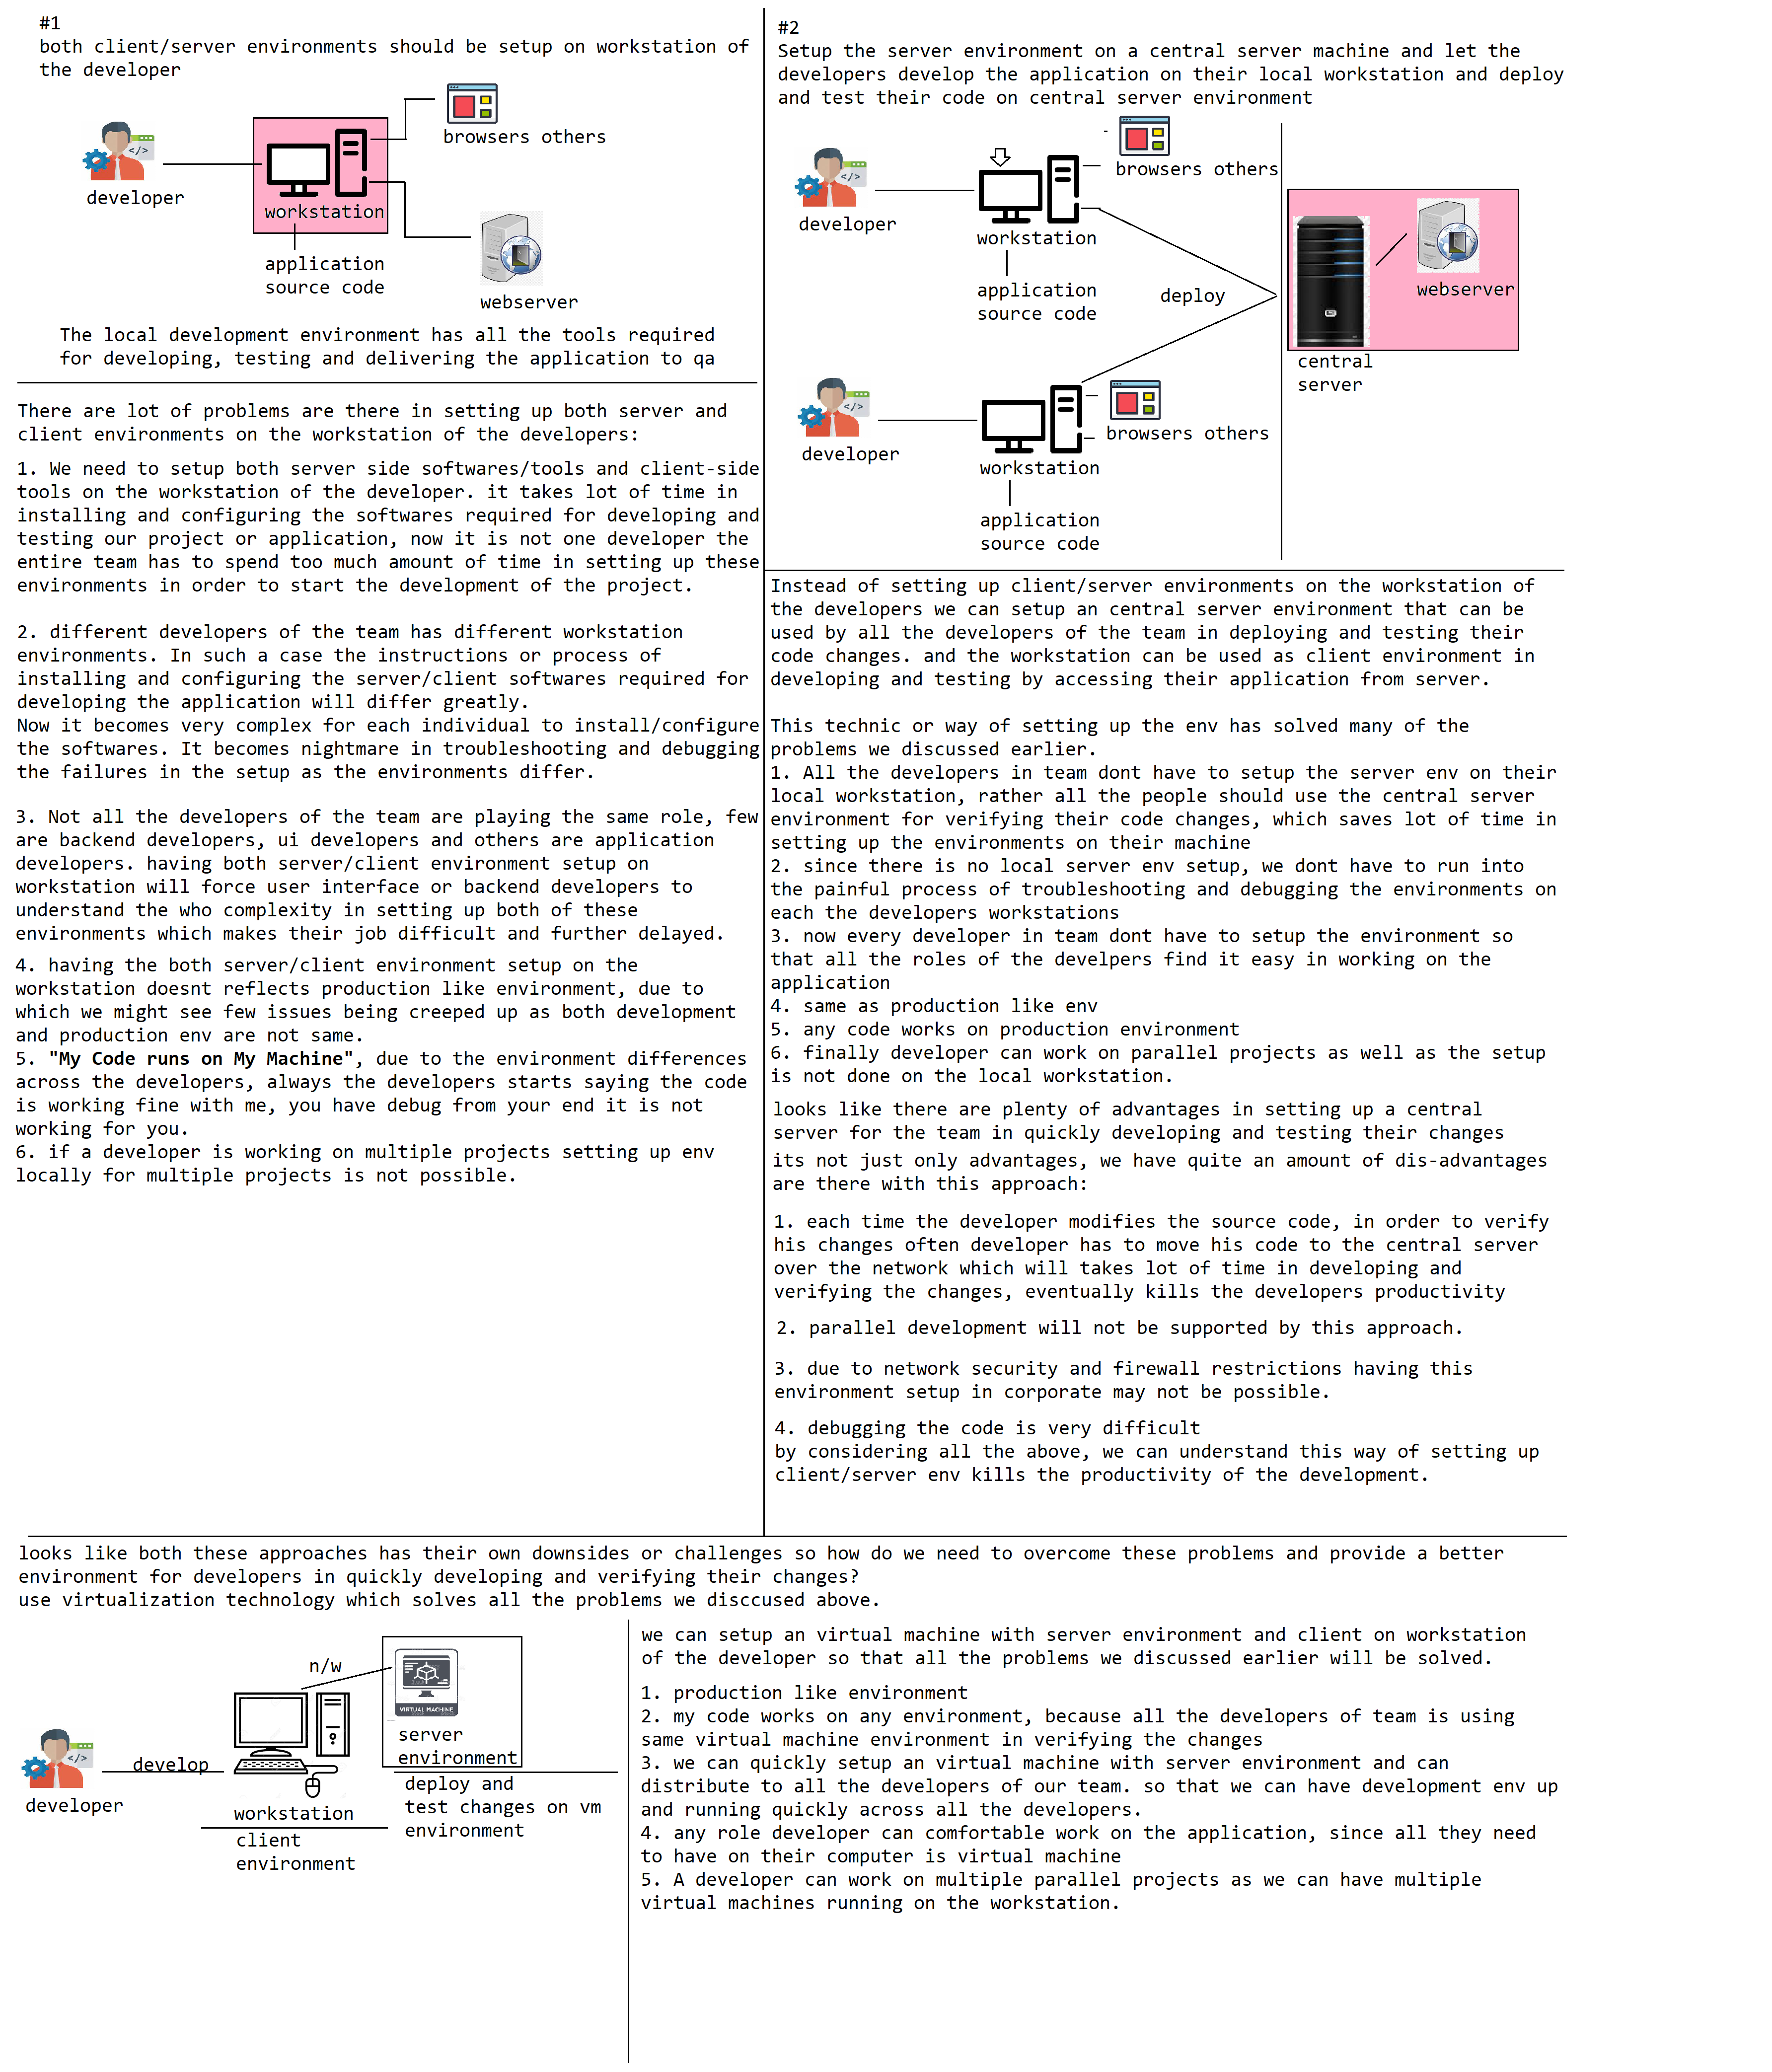 #1
both client/server environments should be setup on workstation of
the developer
browsers others
developer
workstation
application
source code
webserver
The local development environment has all the tools required
for developing, testing and delivering the application to qa
There are lot of problems are there in setting up both server and
client environments on the workstation of the developers:
1. We need to setup both server side softwares/tools and client-side
tools on the workstation of the developer. it takes lot of time in
installing and configuring the softwares required for developing and
testing our project or application, now it is not one developer the
entire team has to spend too much amount of time in setting up these
environments in order to start the development of the project.
2. different developers of the team has different workstation
environments. In such a case the instructions or process of
installing and configuring the server/client softwares required for
developing the application will differ greatly.
Now it becomes very complex for each individual to install/configure
the softwares. It becomes nightmare in troubleshooting and debugging
the failures in the setup as the environments differ.
3. Not all the developers of the team are playing the same role, few
are backend developers, ui developers and others are application
developers. having both server/client environment setup on
workstation will force user interface or backend developers to
understand the who complexity in setting up both of these
environments which makes their job difficult and further delayed.
4. having the both server/client environment setup on the
workstation doesnt reflects production like environment, due to
which we might see few issues being creeped up as both development
and production env are not same.
5. "My Code runs on My Machine", due to the environment differences
across the developers, always the developers starts saying the code
is working fine with me, you have debug from your end it is not
working for you.
6. if a developer is working on multiple projects setting up env
locally for multiple projects is not possible.
#2
Setup the server environment on a central server machine and let the
developers develop the application on their local workstation and deploy
and test their code on central server environment
browsers others
developer
workstation
application
source code
deploy
webserver
central
server
browsers others
developer
workstation
application
source code
Instead of setting up client/server environments on the workstation of
the developers we can setup an central server environment that can be
used by all the developers of the team in deploying and testing their
code changes. and the workstation can be used as client environment in
developing and testing by accessing their application from server.
This technic or way of setting up the env has solved many of the
problems we discussed earlier.
1. All the developers in team dont have to setup the server env on their
local workstation, rather all the people should use the central server
environment for verifying their code changes, which saves lot of time in
setting up the environments on their machine
2. since there is no local server env setup, we dont have to run into
the painful process of troubleshooting and debugging the environments on
each the developers workstations
3. now every developer in team dont have to setup the environment so
that all the roles of the develpers find it easy in working on the
application
4. same as production like env
5. any code works on production environment
6. finally developer can work on parallel projects as well as the setup
is not done on the local workstation.
looks like there are plenty of advantages in setting up a central
server for the team in quickly developing and testing their changes
its not just only advantages, we have quite an amount of dis-advantages
are there with this approach:
1. each time the developer modifies the source code, in order to verify
his changes often developer has to move his code to the central server
over the network which will takes lot of time in developing and
verifying the changes, eventually kills the developers productivity
2. parallel development will not be supported by this approach.
3. due to network security and firewall restrictions having this
environment setup in corporate may not be possible.
4. debugging the code is very difficult
by considering all the above, we can understand this way of setting up
client/server env kills the productivity of the development.
looks like both these approaches has their own downsides or challenges so how do we need to overcome these problems and provide a better
environment for developers in quickly developing and verifying their changes?
use virtualization technology which solves all the problems we disccused above.
n/w
VIRTUAL MACHINE
server
environment
develop
developer
workstation
client
environment
deploy and
test changes on vm
environment
we can setup an virtual machine with server environment and client on workstation
of the developer so that all the problems we discussed earlier will be solved.
1. production like environment
2. my code works on any environment, because all the developers of team is using
same virtual machine environment in verifying the changes
3. we can quickly setup an virtual machine with server environment and can
distribute to all the developers of our team. so that we can have development env up
and running quickly across all the developers.
4. any role developer can comfortable work on the application, since all they need
to have on their computer is virtual machine
5. A developer can work on multiple parallel projects as we can have multiple
virtual machines running on the workstation.